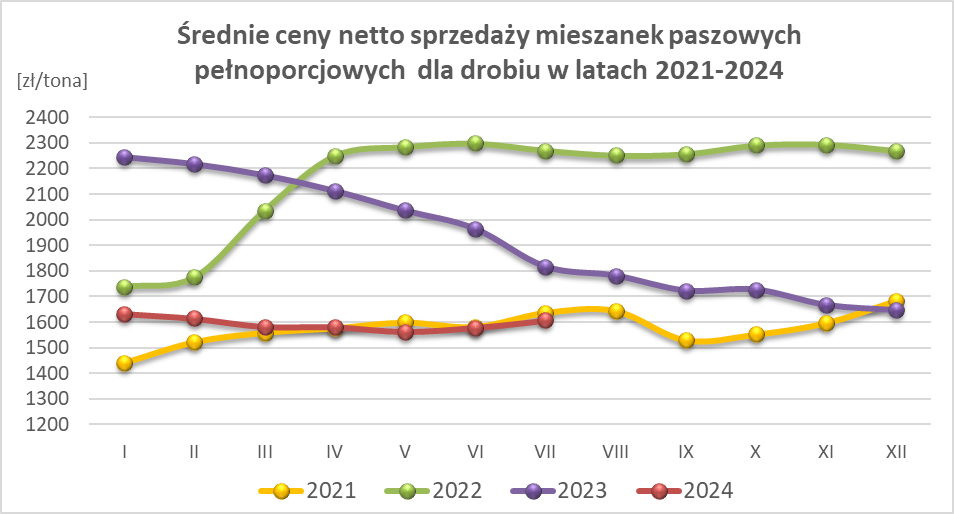 Średnie ceny netto sprzedaży mieszanek paszowych
pełnoporcjowych dla drobiu w latach 2021-2024
[zł/tona]
2400
2300
2200
2100
2000
1900
1800
1700
1600
1500
1400
1300
1200
I II III IV V VI VII VIII IX X XI XII
2021 2022 2023 2024